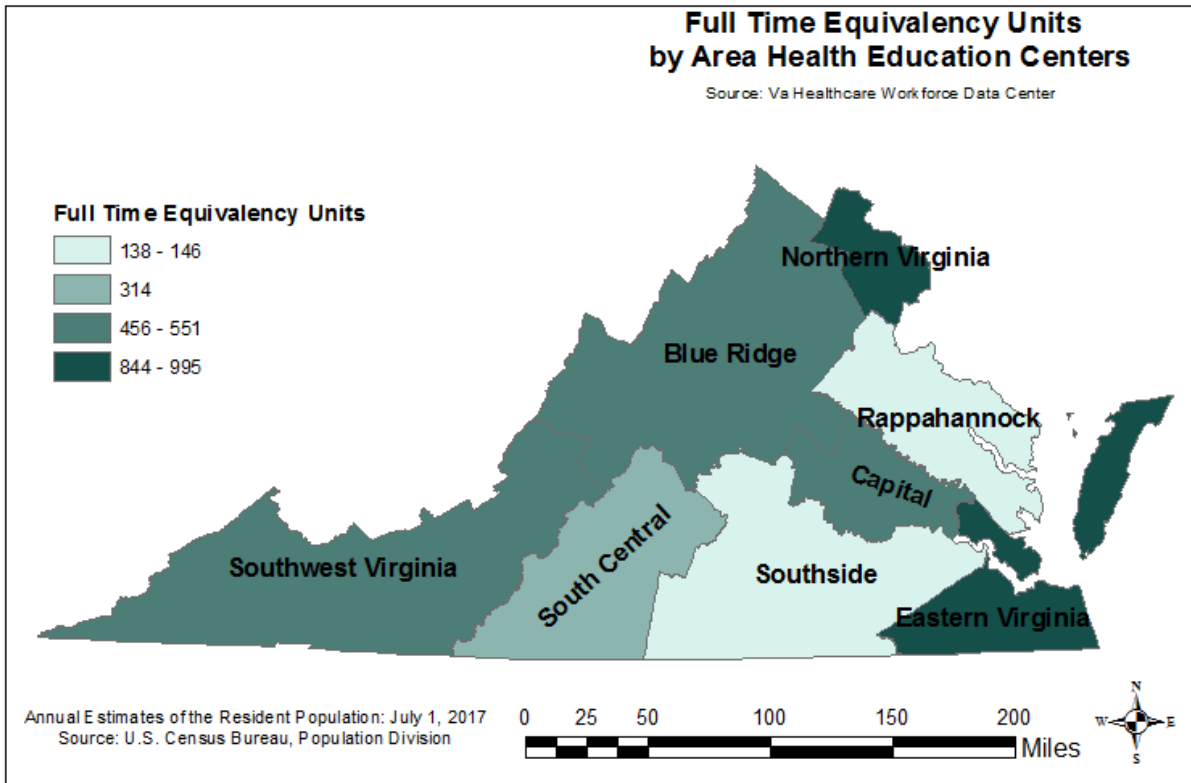 Full Time Equivalency Units
by Area Health Education Centers
Source: Va Healthcare Workforce Data Center
Full Time Equivalency Units
138 - 146
314
456 - 551
844 - 995
Northern Virginia
Blue Ridge
Rappahannock
Capital
Southwest Virginia
South Central
Southside
Eastern Virginia
Annual Estimates of the Resident Population: July 1, 2017
Source: U.S. Census Bureau, Population Division
0 25 50 100 150 200
Miles
N
W E
S